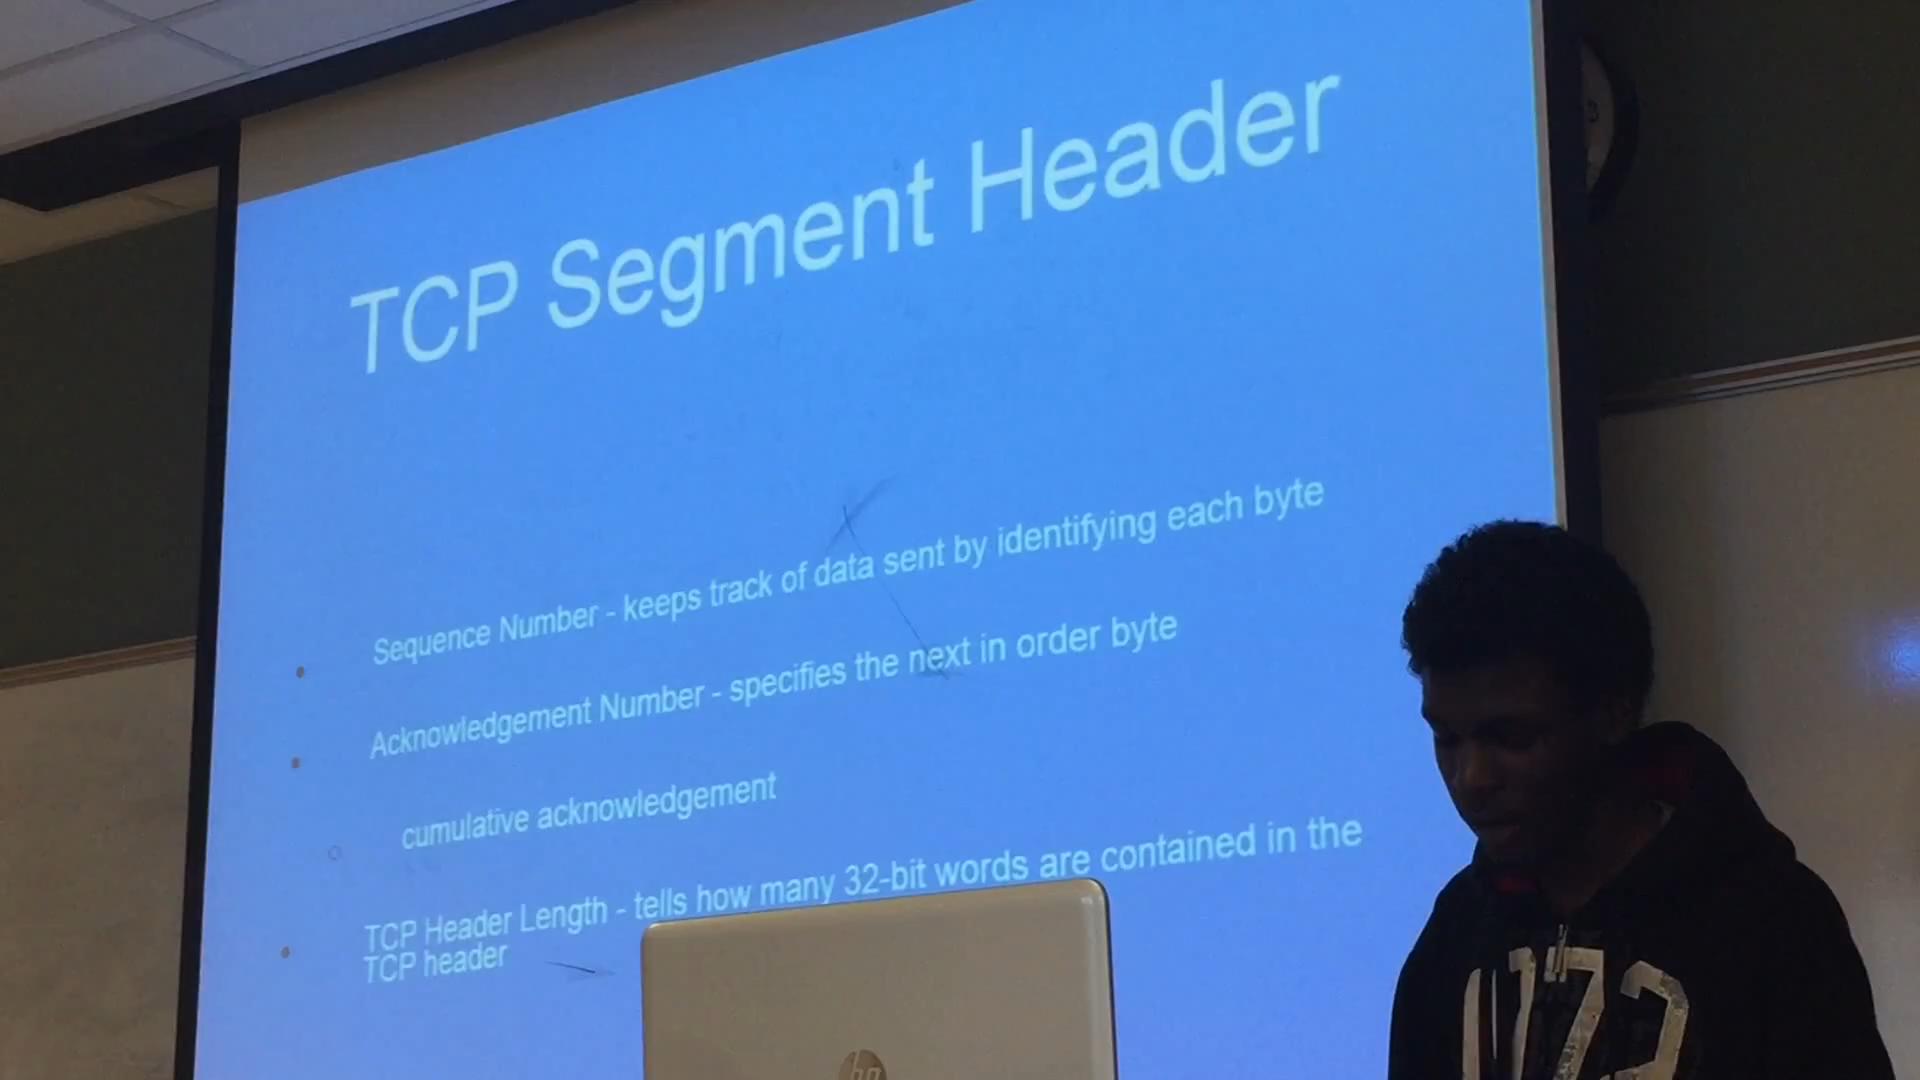 TCP Segment Header
Sequence Number - keeps track of data sent by identifying each byte
Acknowledgement Number - specifies the next in order byte
cumulative acknowledgement
TCP Header Length - tells how many 32-bit words are contained in the
TCP header
hp